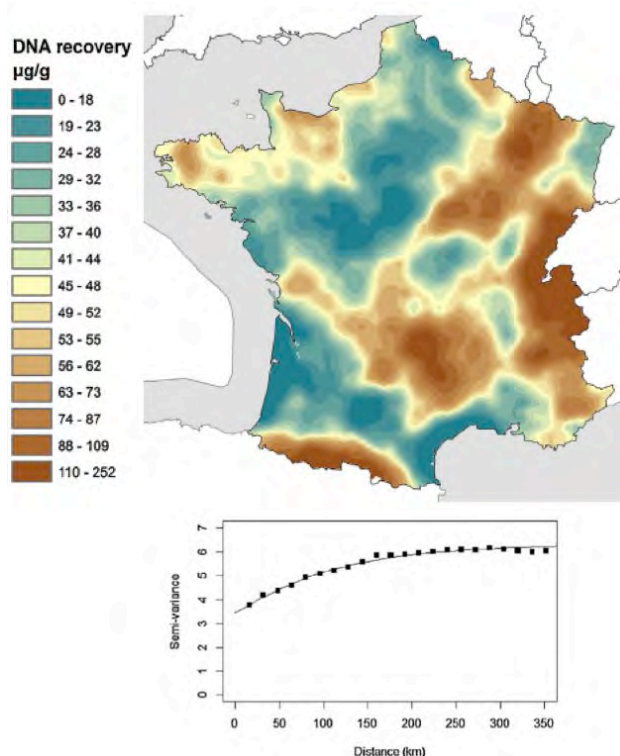 DNA recovery
µg/g
0 - 18
19 - 23
24 - 28
29 - 32
33 - 36
37 - 40
41 - 44
45 - 48
49 - 52
53 - 55
56 - 62
63 - 73
74 - 87
88 - 109
110 - 252
7
6
5
4
3
2
1
0
Semi-variance
0 50 100 150 200 250 300 350
Distance (km)